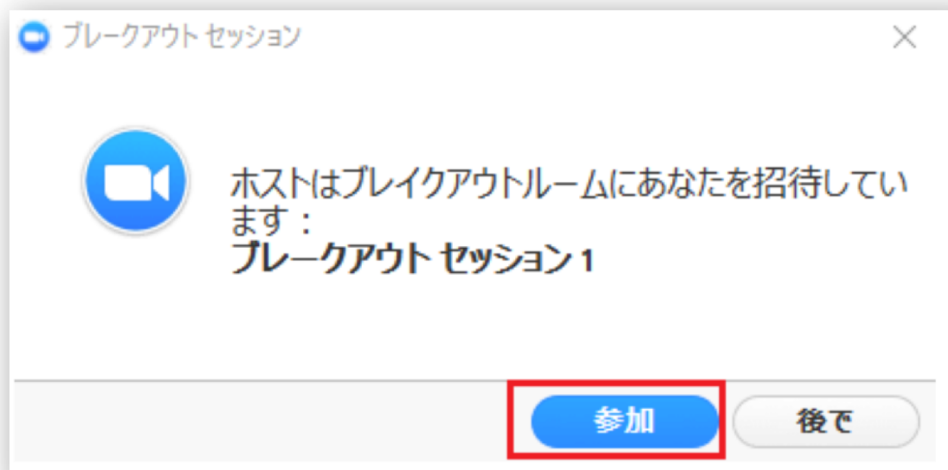 ブレークアウト セッション
ホストはブレイクアウトルームにあなたを招待してい
ます：
ブレークアウト セッション 1
参加
後で